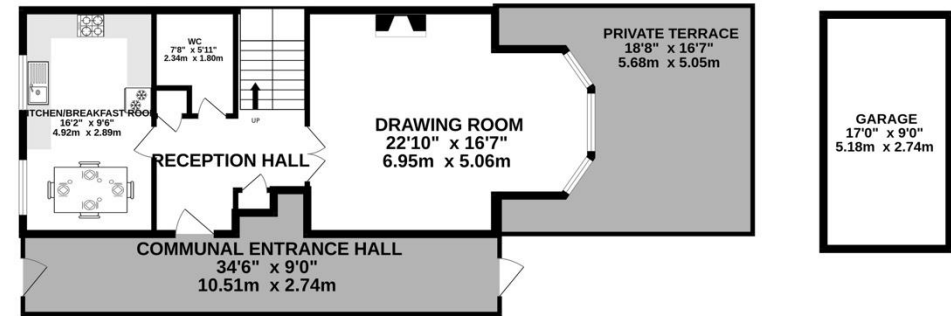 WC
7'8" x 5'11"
2.34m x 1.80m
KITCHEN/BREAKFAST ROOM
16'2" x 9'6"
4.92m x 2.89m
UP
RECEPTION HALL
DRAWING ROOM
22'10" x 16'7"
6.95m x 5.06m
PRIVATE TERRACE
18'8" x 16'7"
5.68m x 5.05m
GARAGE
17'0" x 9'0"
5.18m x 2.74m
COMMUNAL ENTRANCE HALL
34'6" x 9'0"
10.51m x 2.74m